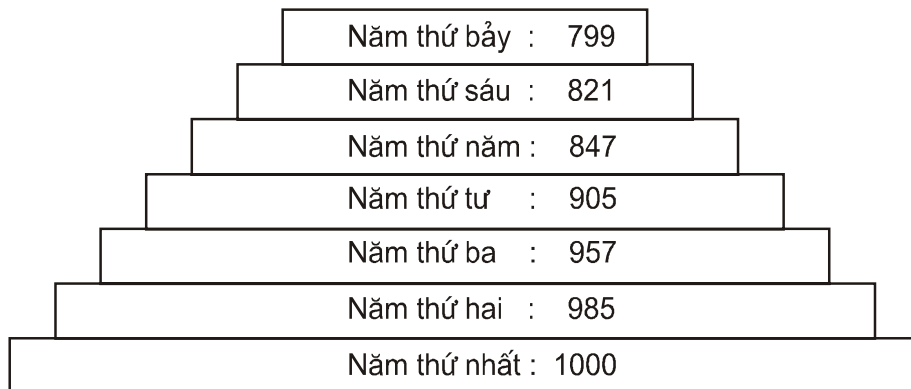 Năm thứ bảy : 799
Năm thứ sáu : 821
Năm thứ năm : 847
Năm thứ tư : 905
Năm thứ ba : 957
Năm thứ hai : 985
Năm thứ nhất : 1000